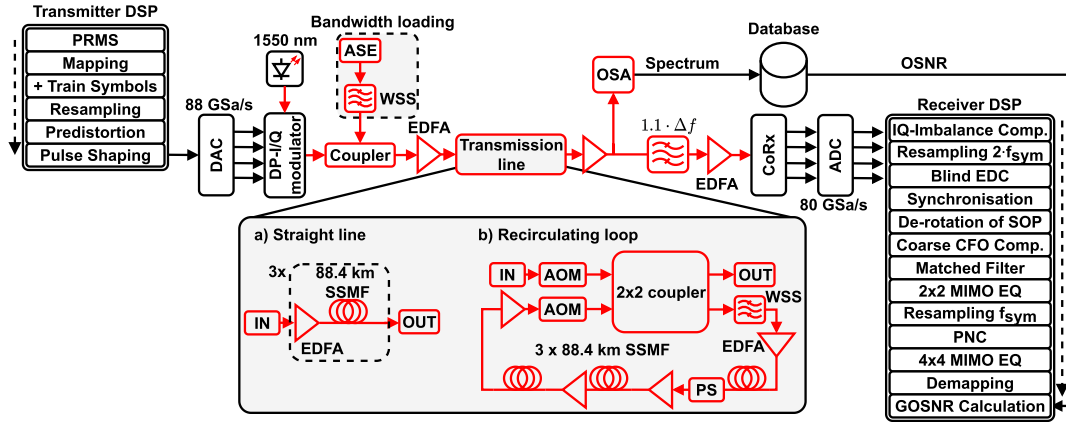 Transmitter DSP
PRMS
Mapping
+ Train Symbols
Resampling
Predistortion
Pulse Shaping
88 GSa/s
DAC
1550 nm
DP-I/Q
modulator
Bandwidth loading
ASE
WSS
Coupler
EDFA
Transmission
line
OSA
Spectrum
Database
OSNR
1.1 · Δf
EDFA
CoRx
ADC
80 GSa/s
Receiver DSP
IQ-Imbalance Comp.
Resampling 2·fsym
Blind EDC
Synchronisation
De-rotation of SOP
Coarse CFO Comp.
Matched Filter
2x2 MIMO EQ
Resampling fsym
PNC
4x4 MIMO EQ
Demapping
GOSNR Calculation
a) Straight line
3x
88.4 km
SSMF
IN
OUT
EDFA
b) Recirculating loop
IN
AOM
2x2 coupler
OUT
AOM
WSS
EDFA
3 x 88.4 km SSMF
PS